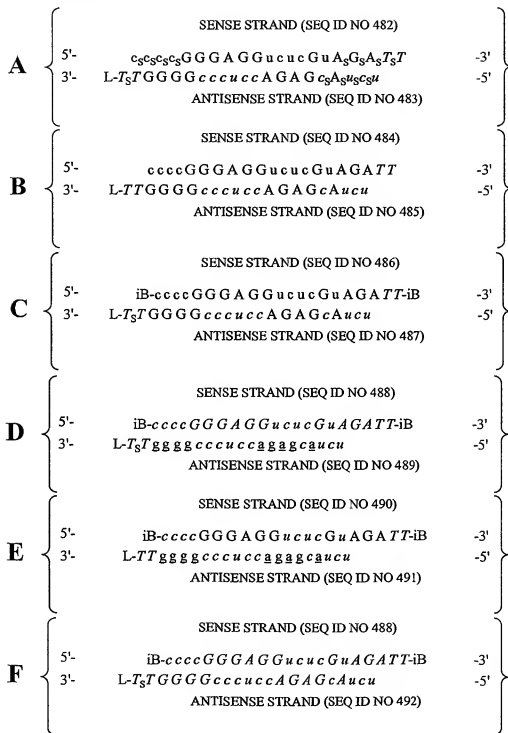 SENSE STRAND (SEQ ID NO 482)
5'- cScScScSGGGAGGucucGuASGSASTST -3'
A
3'- L-TSTGGGGcccuccAGAGcSASuScSu -5'
ANTISENSE STRAND (SEQ ID NO 483)
SENSE STRAND (SEQ ID NO 484)
5'- ccccGGGAGGucucGuAGATT -3'
B
3'- L-TTGGGGcccuccAGAGcAucu -5'
ANTISENSE STRAND (SEQ ID NO 485)
SENSE STRAND (SEQ ID NO 486)
5'- iB-ccccGGGAGGucucGuAGATT-iB -3'
C
3'- L-TSTGGGGcccuccAGAGcAucu -5'
ANTISENSE STRAND (SEQ ID NO 487)
SENSE STRAND (SEQ ID NO 488)
5'- iB-ccccGGGAGGucucGuAGATT-iB -3'
D
3'- L-TSTggggcccuccagagcaucu -5'
ANTISENSE STRAND (SEQ ID NO 489)
SENSE STRAND (SEQ ID NO 490)
5'- iB-ccccGGGAGGucucGuAGATT-iB -3'
E
3'- L-TTggggcccuccagagcaucu -5'
ANTISENSE STRAND (SEQ ID NO 491)
SENSE STRAND (SEQ ID NO 488)
5'- iB-ccccGGGAGGucucGuAGATT-iB -3'
F
3'- L-TSTGGGGcccuccAGAGcAucu -5'
ANTISENSE STRAND (SEQ ID NO 492)